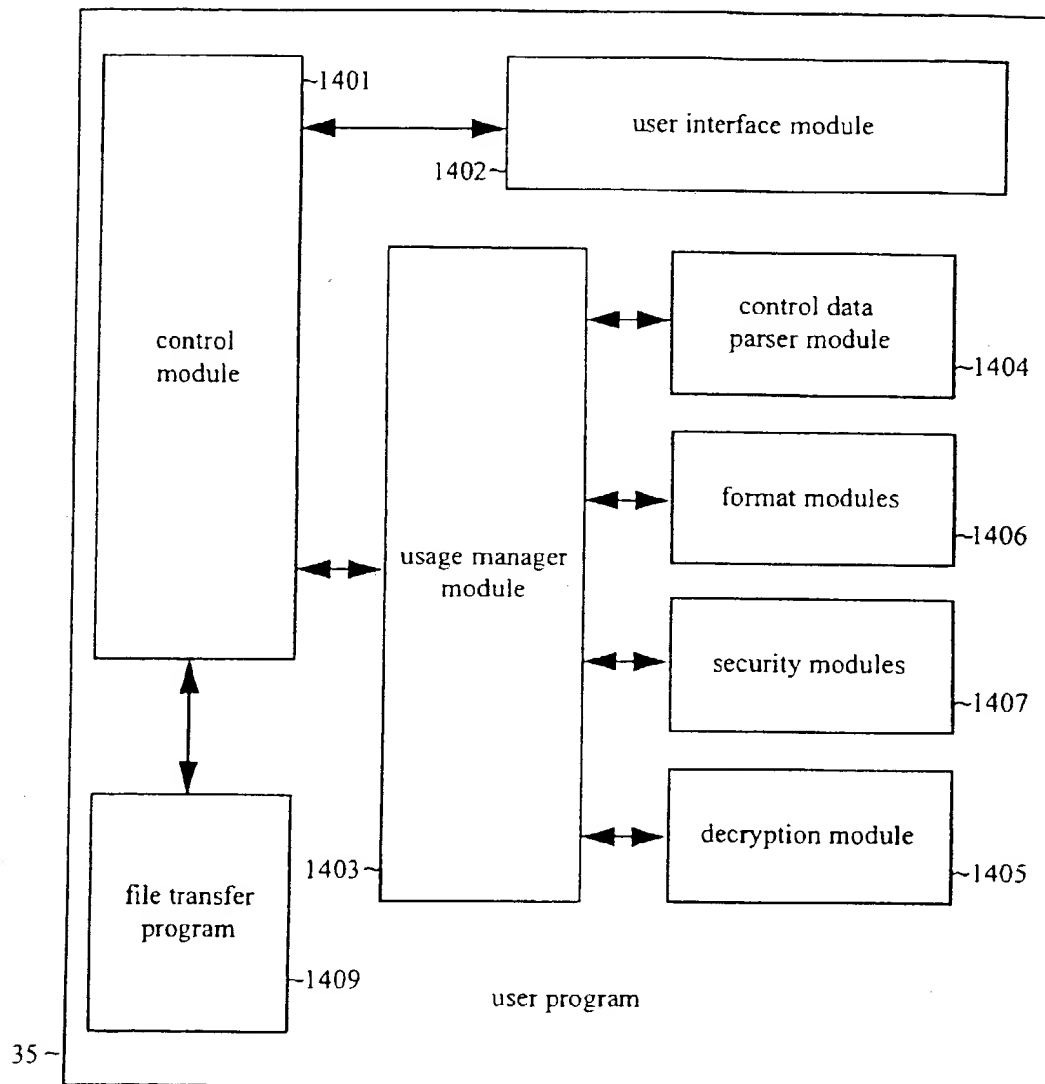 1401
user interface module
1402
control
module
control data
parser module
1404
format modules
1406
usage manager
module
security modules
1407
decryption module
1403
1405
file transfer
program
1409
user program
35